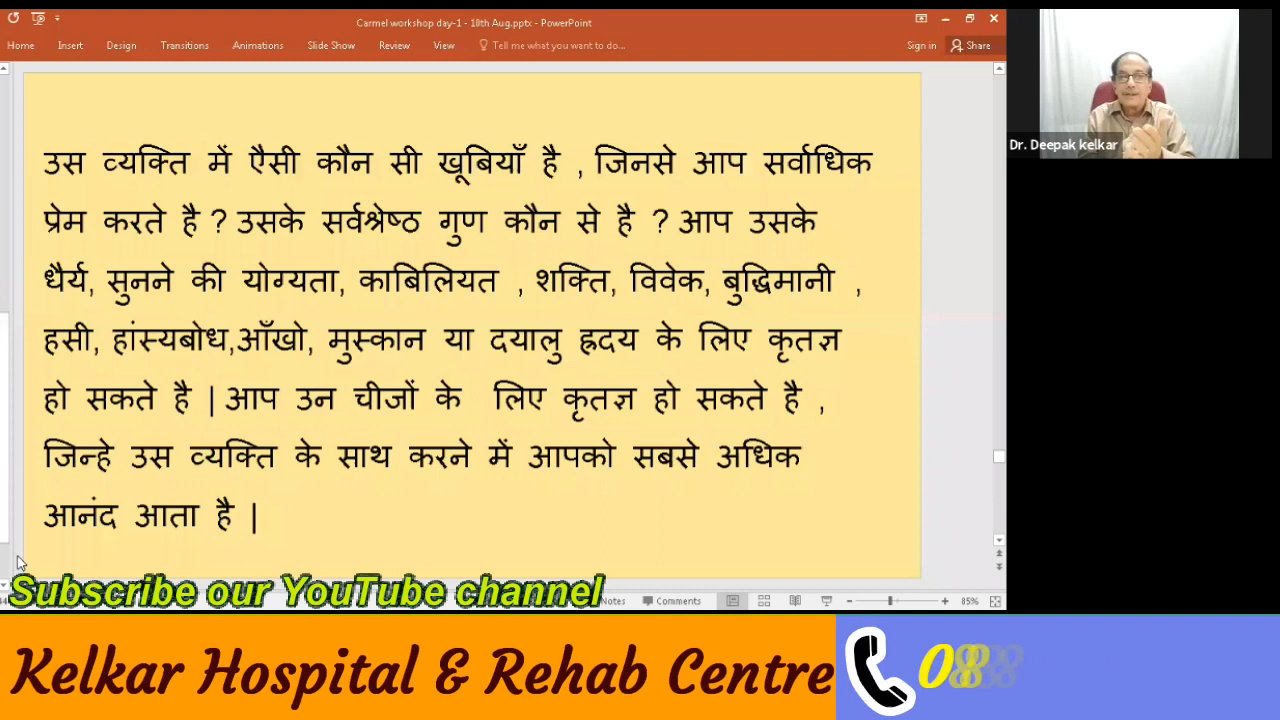 Carmel workshop day-1 - 10th Aug.pptx - PowerPoint
Home Insert Design Transitions Animations Slide Show Review View Tell me what you want to do... Sign in Share
उस व्यक्ति में एैसी कौन सी खूबियाँ है , जिनसे आप सर्वाधिक
प्रेम करते है ? उसके सर्वश्रेष्ठ गुण कौन से है ? आप उसके
धैर्य, सुनने की योग्यता, काबिलियत , शक्ति, विवेक, बुद्धिमानी ,
हसी, हांस्यबोध,आँखो, मुस्कान या दयालु ह्रदय के लिए कृतज्ञ
हो सकते है | आप उन चीजों के लिए कृतज्ञ हो सकते है ,
जिन्हे उस व्यक्ति के साथ करने में आपको सबसे अधिक
आनंद आता है |
Dr. Deepak kelkar
Subscribe our YouTube channel
Notes Comments 85%
Kelkar Hospital & Rehab Centre